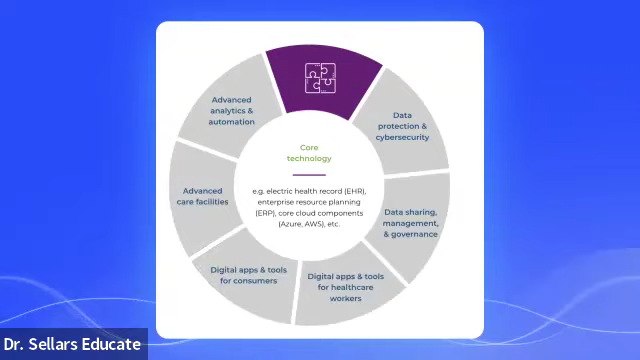 Advanced
analytics &
automation
Data
protection &
cybersecurity
Core
technology
e.g. electric health record (EHR),
enterprise resource planning
(ERP), core cloud components
(Azure, AWS), etc.
Advanced
care facilities
Data sharing,
management,
& governance
Digital apps & tools
for consumers
Digital apps & tools
for healthcare
workers
Dr. Sellars Educate